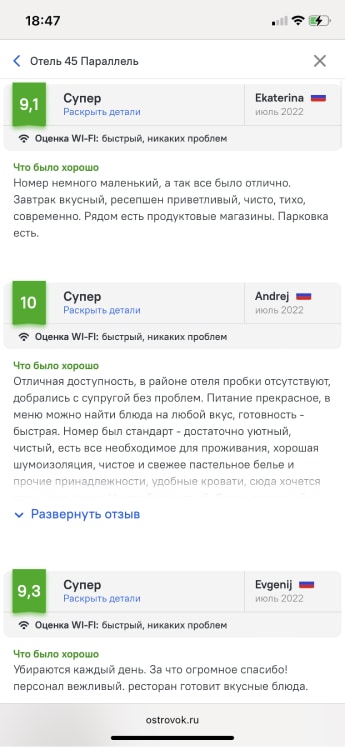 18:47
Отель 45 Параллель
9,1
Супер
Раскрыть детали
Ekaterina
июль 2022
Оценка WI-FI: быстрый, никаких проблем
Что было хорошо
Номер немного маленький, а так все было отлично.
Завтрак вкусный, ресепшен приветливый, чисто, тихо,
современно. Рядом есть продуктовые магазины. Парковка
есть.
10
Супер
Раскрыть детали
Andrej
июль 2022
Оценка WI-FI: быстрый, никаких проблем
Что было хорошо
Отличная доступность, в районе отеля пробки отсутствуют,
добрались с супругой без проблем. Питание прекрасное, в
меню можно найти блюда на любой вкус, готовность -
быстрая. Номер был стандарт - достаточно уютный,
чистый, есть все необходимое для проживания, хорошая
шумоизоляция, чистое и свежее пастельное белье и
прочие принадлежности, удобные кровати, сюда хочется
Развернуть отзыв
9,3
Супер
Раскрыть детали
Evgenij
июль 2022
Оценка WI-FI: быстрый, никаких проблем
Что было хорошо
Убираются каждый день. За что огромное спасибо!
персонал вежливый. ресторан готовит вкусные блюда.
ostrovok.ru